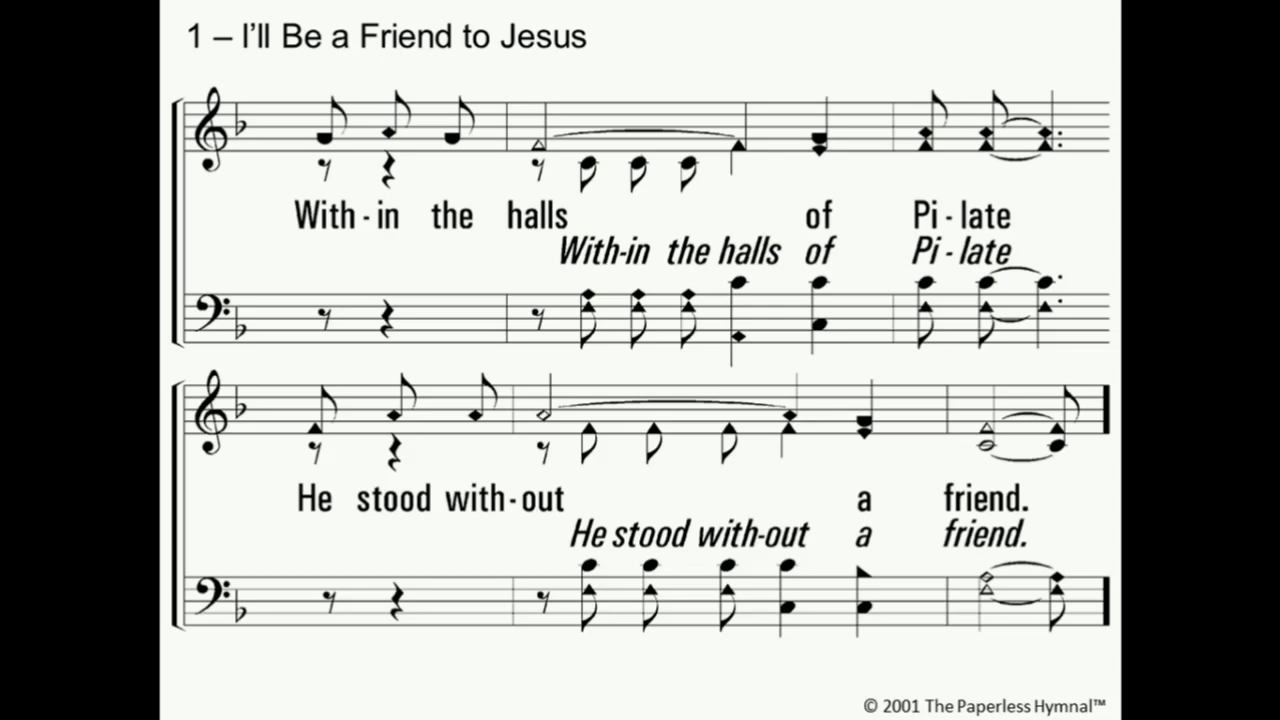 1 – I’ll Be a Friend to Jesus
With - in the halls of Pi - late
With-in the halls of Pi - late
He stood with - out a friend.
He stood with-out a friend.
© 2001 The Paperless Hymnal™